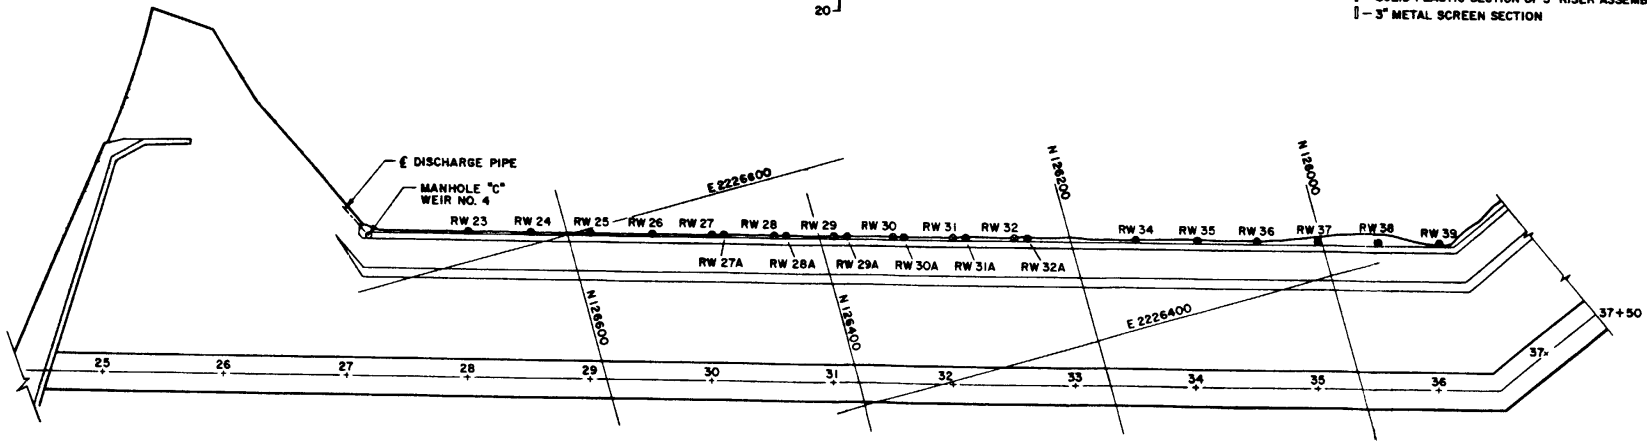 20
SOLID PLASTIC SECTION OF 3" RISER
3" METAL SCREEN SECTION
℄ DISCHARGE PIPE
MANHOLE "C"
WEIR NO. 4
E 2226600
N 126200
N 126000
RW 23 RW 24 RW 25 RW 26 RW 27 RW 28 RW 29 RW 30 RW 31 RW 32 RW 34 RW 35 RW 36 RW 37 RW 38 RW 39
RW 27A RW 28A RW 29A RW 30A RW 31A RW 32A
N 126600
N 126400
E 2226400
37+50
25 26 27 28 29 30 31 32 33 34 35 36 37